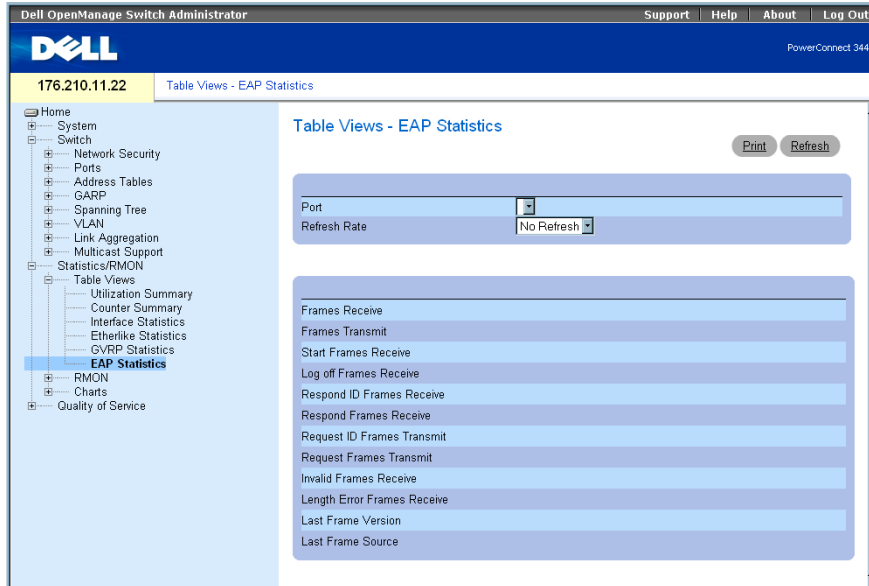 Dell OpenManage Switch Administrator
Support Help About Log Out
DELL
PowerConnect 344
176.210.11.22
Table Views - EAP Statistics
Home
System
Switch
Network Security
Ports
Address Tables
GARP
Spanning Tree
VLAN
Link Aggregation
Multicast Support
Statistics/RMON
Table Views
Utilization Summary
Counter Summary
Interface Statistics
Etherlike Statistics
GVRP Statistics
EAP Statistics
RMON
Charts
Quality of Service
Table Views - EAP Statistics
Print Refresh
Port
Refresh Rate No Refresh
Frames Receive
Frames Transmit
Start Frames Receive
Log off Frames Receive
Respond ID Frames Receive
Respond Frames Receive
Request ID Frames Transmit
Request Frames Transmit
Invalid Frames Receive
Length Error Frames Receive
Last Frame Version
Last Frame Source